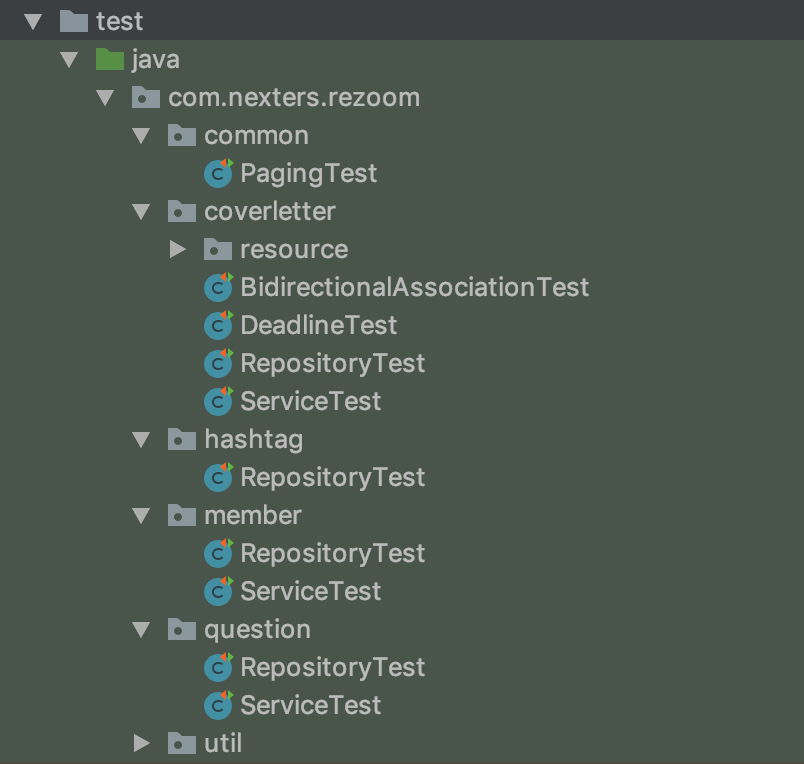 test
java
com.nexters.rezoom
common
PagingTest
coverletter
resource
BidirectionalAssociationTest
DeadlineTest
RepositoryTest
ServiceTest
hashtag
RepositoryTest
member
RepositoryTest
ServiceTest
question
RepositoryTest
ServiceTest
util